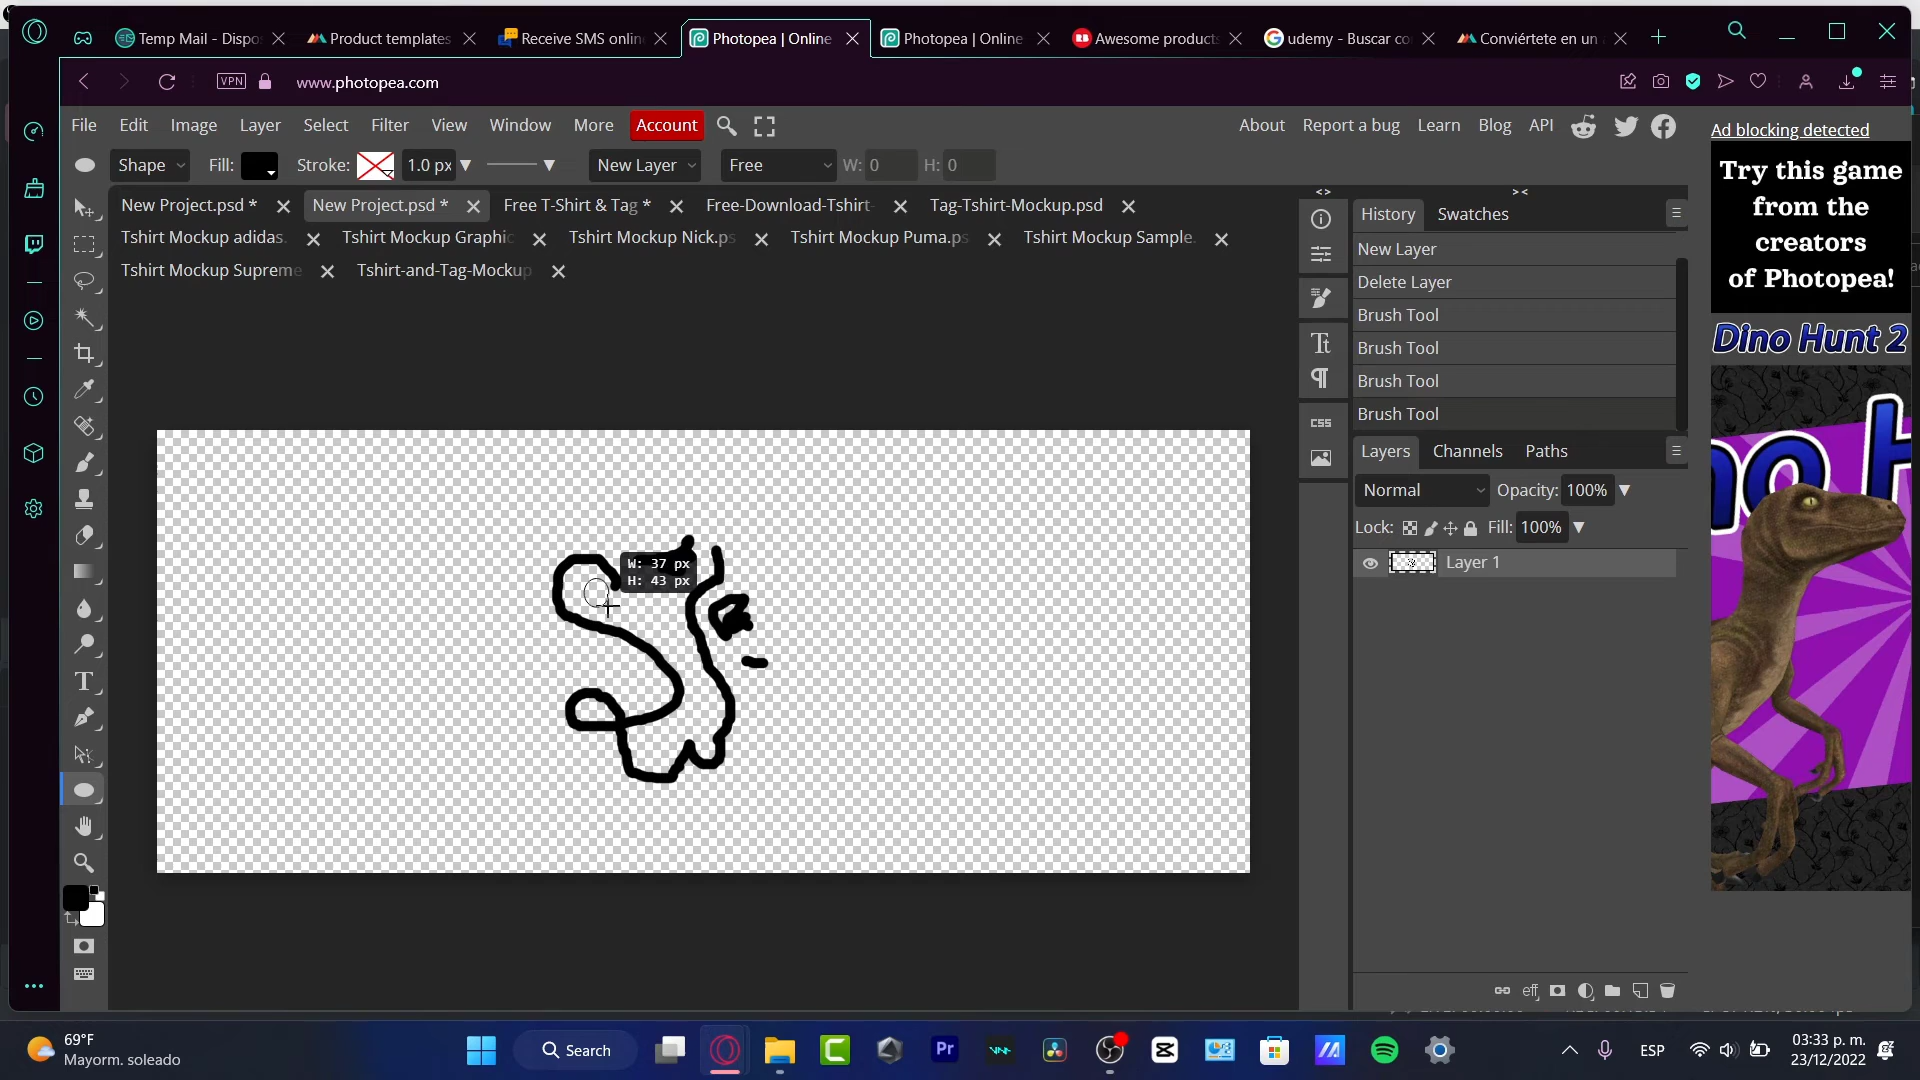 Temp Mail - Dispo
Product templates
Receive SMS onlin
Photopea | Online
Photopea | Online
Awesome products
udemy - Buscar co
Conviértete en un
VPN
www.photopea.com
File Edit Image Layer Select Filter View Window More Account
About Report a bug Learn Blog API
Ad blocking detected
Shape Fill: Stroke: 1.0 px New Layer Free W: 0 H: 0
Try this game
from the
creators
of Photopea!
Dino Hunt 2
New Project.psd * New Project.psd * Free T-Shirt & Tag * Free-Download-Tshirt- Tag-Tshirt-Mockup.psd
Tshirt Mockup adidas. Tshirt Mockup Graphic Tshirt Mockup Nick.ps Tshirt Mockup Puma.ps Tshirt Mockup Sample.
Tshirt Mockup Supreme Tshirt-and-Tag-Mockup
History Swatches
New Layer
Delete Layer
Brush Tool
Brush Tool
Brush Tool
Brush Tool
CSS
Layers Channels Paths
Normal Opacity: 100%
Lock: Fill: 100%
Layer 1
eff
W: 37 px
H: 43 px
69°F
Mayorm. soleado
Search
Pr
ESP
03:33 p. m.
23/12/2022